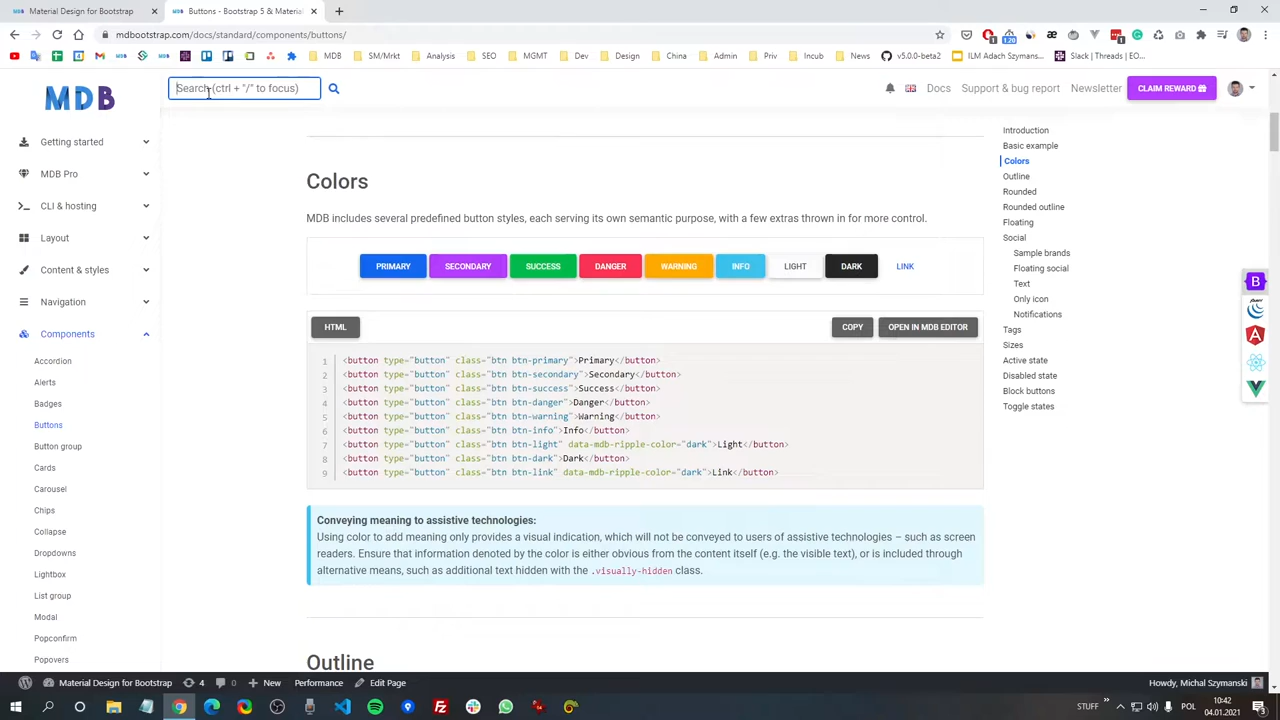 Material Design for Bootstrap
Buttons - Bootstrap 5 & Material
mdbootstrap.com/docs/standard/components/buttons/
MDB
SM/Mrkt
Analysis
SEO
MGMT
Dev
Design
China
Admin
Priv
Incub
News
v5.0.0-beta2
ILM Adam Szymans...
Slack | Threads | EO...
MDB
Search (ctrl + "/" to focus)
Docs
Support & bug report
Newsletter
CLAIM REWARD
Getting started
MDB Pro
CLI & hosting
Layout
Content & styles
Navigation
Components
Accordion
Alerts
Badges
Buttons
Button group
Cards
Carousel
Chips
Collapse
Dropdowns
Lightbox
List group
Modal
Popconfirm
Popovers
Colors
MDB includes several predefined button styles, each serving its own semantic purpose, with a few extras thrown in for more control.
PRIMARY SECONDARY SUCCESS DANGER WARNING INFO LIGHT DARK LINK
HTML COPY OPEN IN MDB EDITOR
1 <button type="button" class="btn btn-primary">Primary</button>
2 <button type="button" class="btn btn-secondary">Secondary</button>
3 <button type="button" class="btn btn-success">Success</button>
4 <button type="button" class="btn btn-danger">Danger</button>
5 <button type="button" class="btn btn-warning">Warning</button>
6 <button type="button" class="btn btn-info">Info</button>
7 <button type="button" class="btn btn-light" data-mdb-ripple-color="dark">Light</button>
8 <button type="button" class="btn btn-dark">Dark</button>
9 <button type="button" class="btn btn-link" data-mdb-ripple-color="dark">Link</button>
Conveying meaning to assistive technologies:
Using color to add meaning only provides a visual indication, which will not be conveyed to users of assistive technologies – such as screen
readers. Ensure that information denoted by the color is either obvious from the content itself (e.g. the visible text), or is included through
alternative means, such as additional text hidden with the .visually-hidden class.
Outline
Introduction
Basic example
Colors
Outline
Rounded
Rounded outline
Floating
Social
Sample brands
Floating social
Text
Only icon
Notifications
Tags
Sizes
Active state
Disabled state
Block buttons
Toggle states
Material Design for Bootstrap 4 0 + New Performance Edit Page Howdy, Michal Szymanski
STUFF POL 10:42
04.01.2021